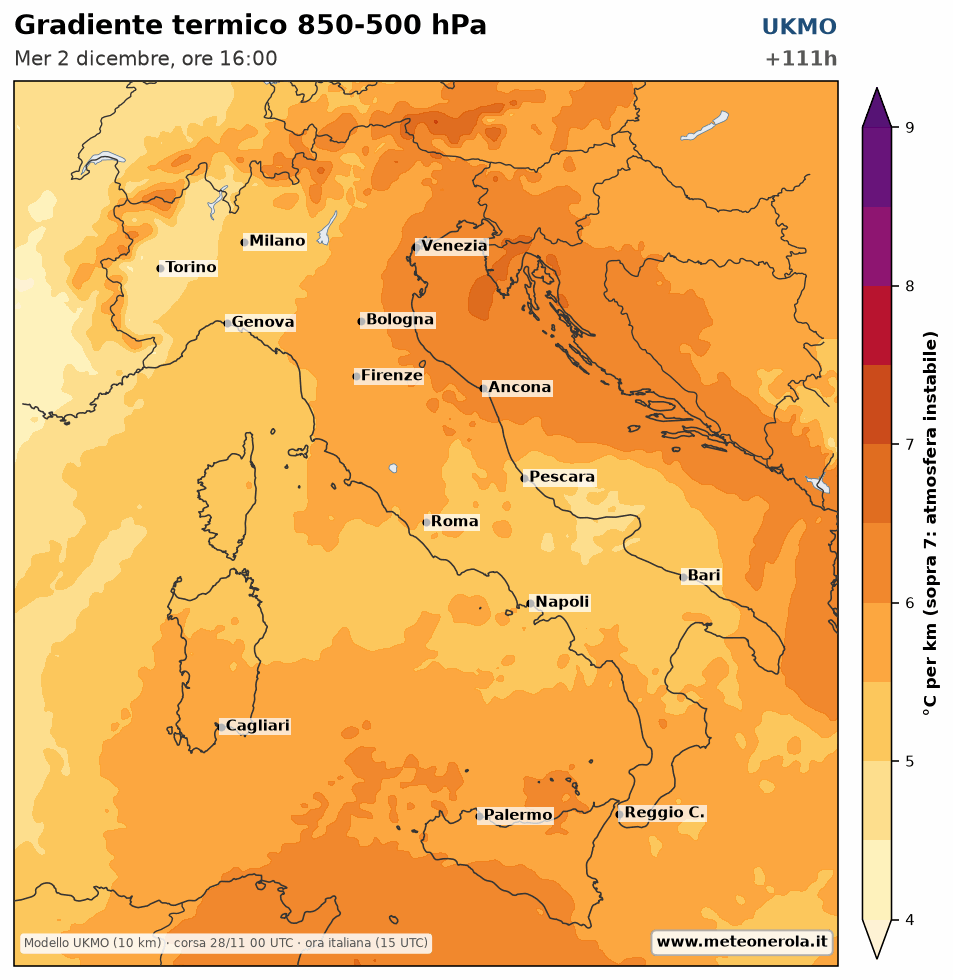 Gradiente termico 850-500 hPa
UKMO
Mer 2 dicembre, ore 16:00
+111h
9
8
7
6
5
4
°C per km (sopra 7: atmosfera instabile)
Milano
Venezia
Torino
Genova
Bologna
Firenze
Ancona
Pescara
Roma
Bari
Napoli
Cagliari
Palermo
Reggio C.
Modello UKMO (10 km) · corsa 28/11 00 UTC · ora italiana (15 UTC)
www.meteonerola.it